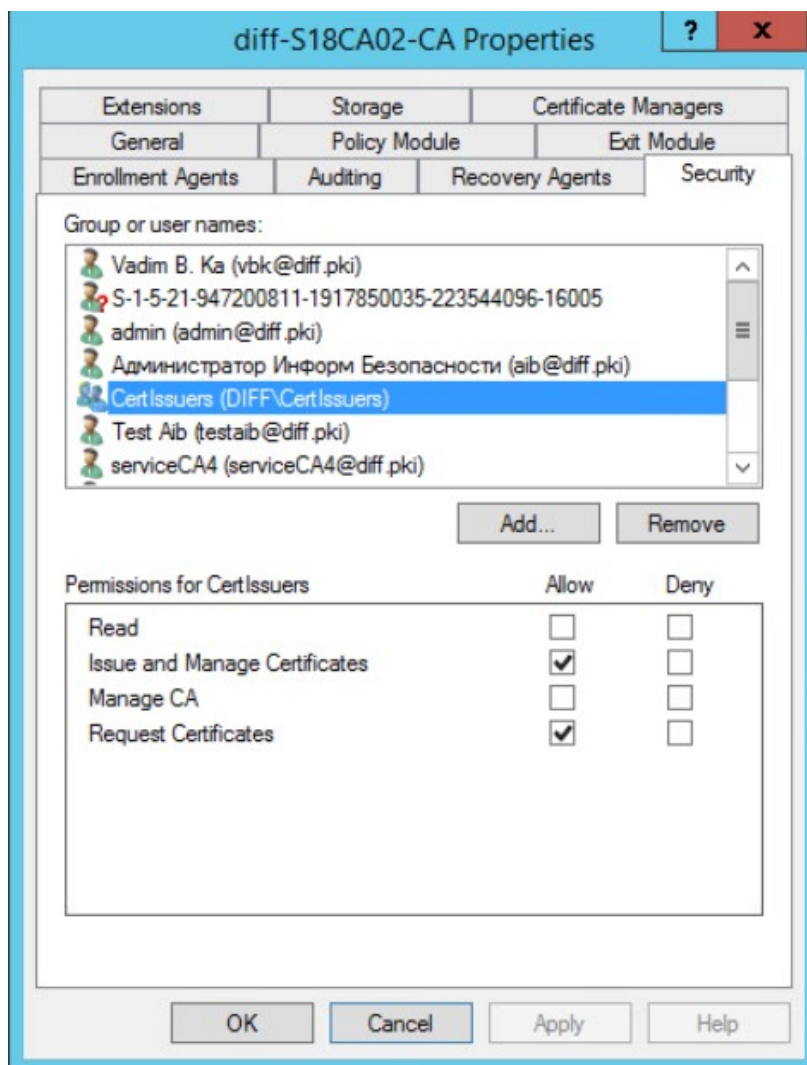 diff-S18CA02-CA Properties ? x
Extensions Storage Certificate Managers
General Policy Module Exit Module
Enrollment Agents Auditing Recovery Agents Security
Group or user names:
Vadim B. Ka (vbk@diff.pki)
S-1-5-21-947200811-1917850035-223544096-16005
admin (admin@diff.pki)
Администратор Информ Безопасности (aib@diff.pki)
CertIssuers (DIFF\CertIssuers)
Test Aib (testaib@diff.pki)
serviceCA4 (serviceCA4@diff.pki)
Add... Remove
Permissions for CertIssuers Allow Deny
Read
Issue and Manage Certificates
Manage CA
Request Certificates
OK Cancel Apply Help